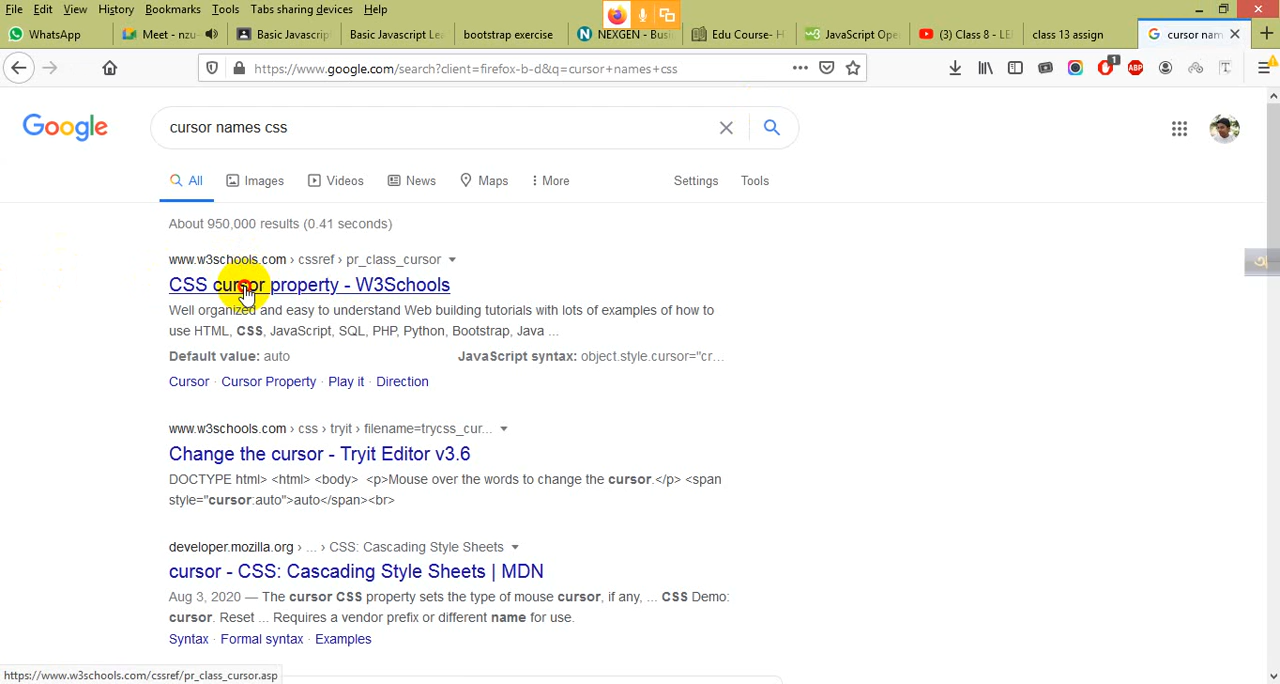 File Edit View History Bookmarks Tools Tabs sharing_devices Help
WhatsApp Meet - nzu- Basic Javascrip Basic Javascript Lea bootstrap exercise NEXGEN - Busi Edu Course- H JavaScript Ope (3) Class 8 - LE class 13 assign cursor nam
https://www.google.com/search?client=firefox-b-d&q=cursor+names+css
1
ABP
Google
cursor names css
All Images Videos News Maps More Settings Tools
About 950,000 results (0.41 seconds)
www.w3schools.com › cssref › pr_class_cursor
CSS cursor property - W3Schools
Well organized and easy to understand Web building tutorials with lots of examples of how to
use HTML, CSS, JavaScript, SQL, PHP, Python, Bootstrap, Java ...
Default value: auto JavaScript syntax: object.style.cursor="cr...
Cursor · Cursor Property · Play it · Direction
www.w3schools.com › css › tryit › filename=trycss_cur...
Change the cursor - Tryit Editor v3.6
DOCTYPE html> <html> <body> <p>Mouse over the words to change the cursor.</p> <span
style="cursor:auto">auto</span><br>
developer.mozilla.org › ... › CSS: Cascading Style Sheets
cursor - CSS: Cascading Style Sheets | MDN
Aug 3, 2020 — The cursor CSS property sets the type of mouse cursor, if any, ... CSS Demo:
cursor. Reset ... Requires a vendor prefix or different name for use.
Syntax · Formal syntax · Examples
https://www.w3schools.com/cssref/pr_class_cursor.asp